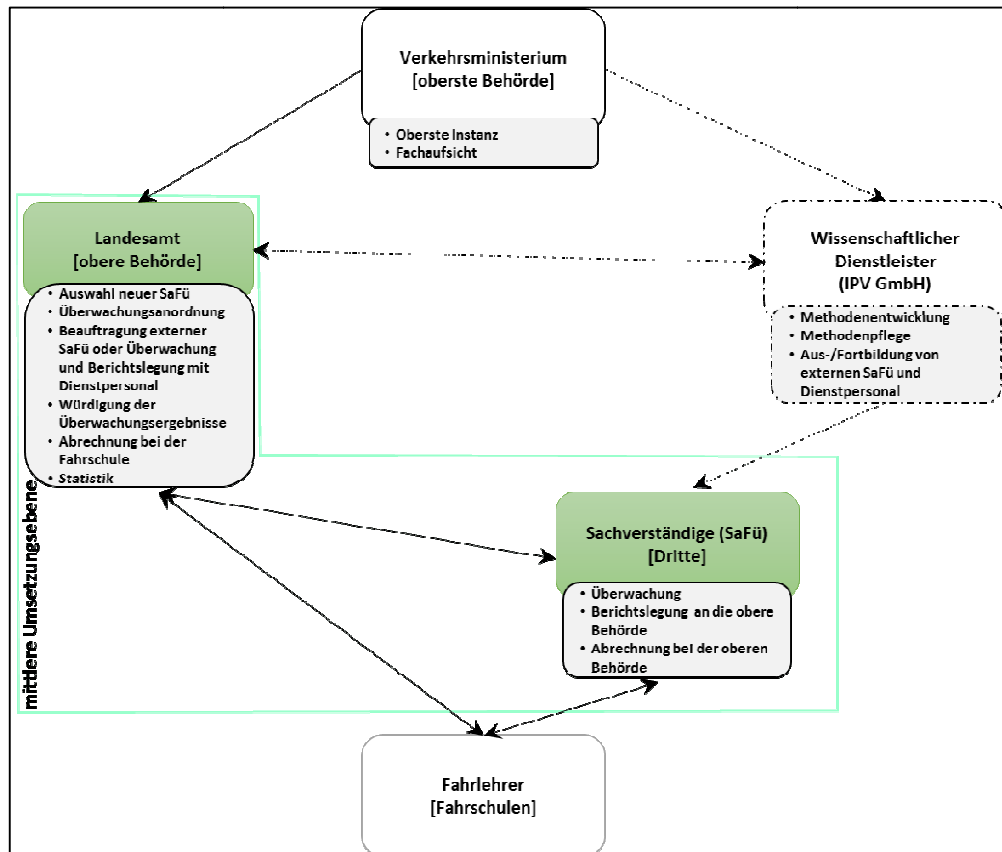 Verkehrsministerium
[oberste Behörde]
• Oberste Instanz
• Fachaufsicht
Landesamt
[obere Behörde]
• Auswahl neuer SaFü
• Überwachungsanordnung
• Beauftragung externer
SaFü oder Überwachung
und Berichtslegung mit
Dienstpersonal
• Würdigung der
Überwachungsergebnisse
• Abrechnung bei der
Fahrschule
• Statistik
Wissenschaftlicher
Dienstleister
(IPV GmbH)
• Methodenentwicklung
• Methodenpflege
• Aus-/Fortbildung von
externen SaFü und
Dienstpersonal
mittlere Umsetzungsebene
Sachverständige (SaFü)
[Dritte]
• Überwachung
• Berichtslegung an die obere
Behörde
• Abrechnung bei der oberen
Behörde
Fahrlehrer
[Fahrschulen]